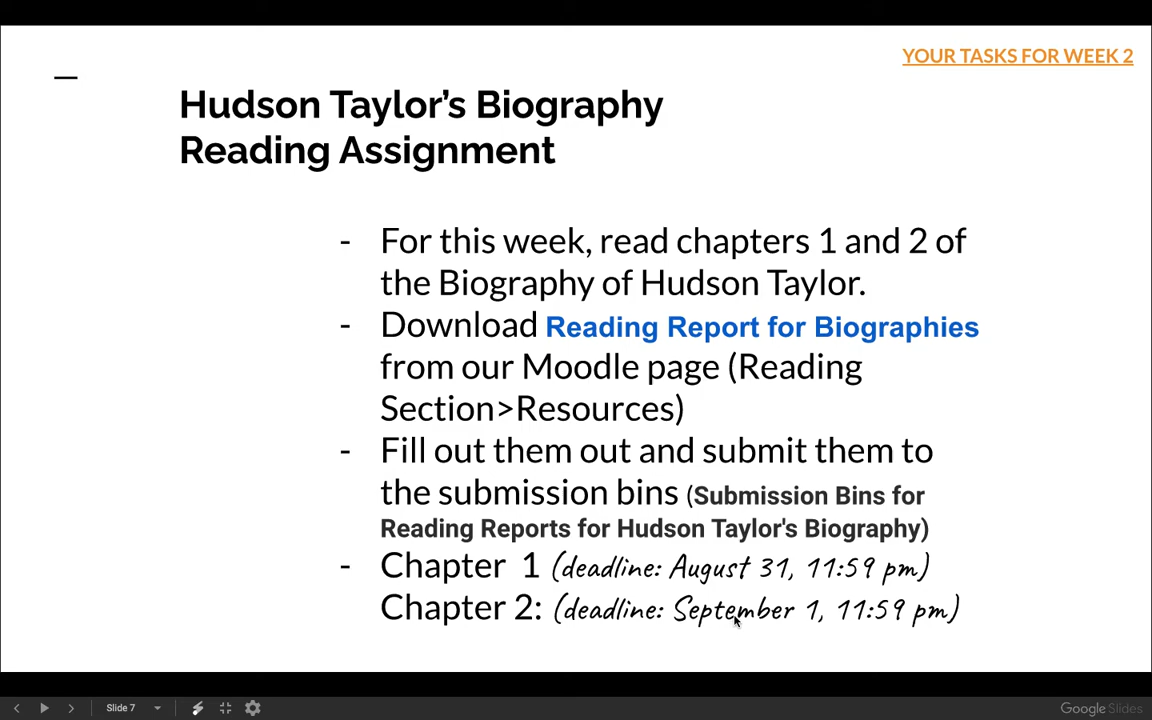 YOUR TASKS FOR WEEK 2
Hudson Taylor's Biography
Reading Assignment
- For this week, read chapters 1 and 2 of
the Biography of Hudson Taylor.
- Download Reading Report for Biographies
from our Moodle page (Reading
Section>Resources)
- Fill out them out and submit them to
the submission bins (Submission Bins for
Reading Reports for Hudson Taylor's Biography)
- Chapter 1 (deadline: August 31, 11:59 pm)
Chapter 2: (deadline: September 1, 11:59 pm)
Slide 7
Google Slides